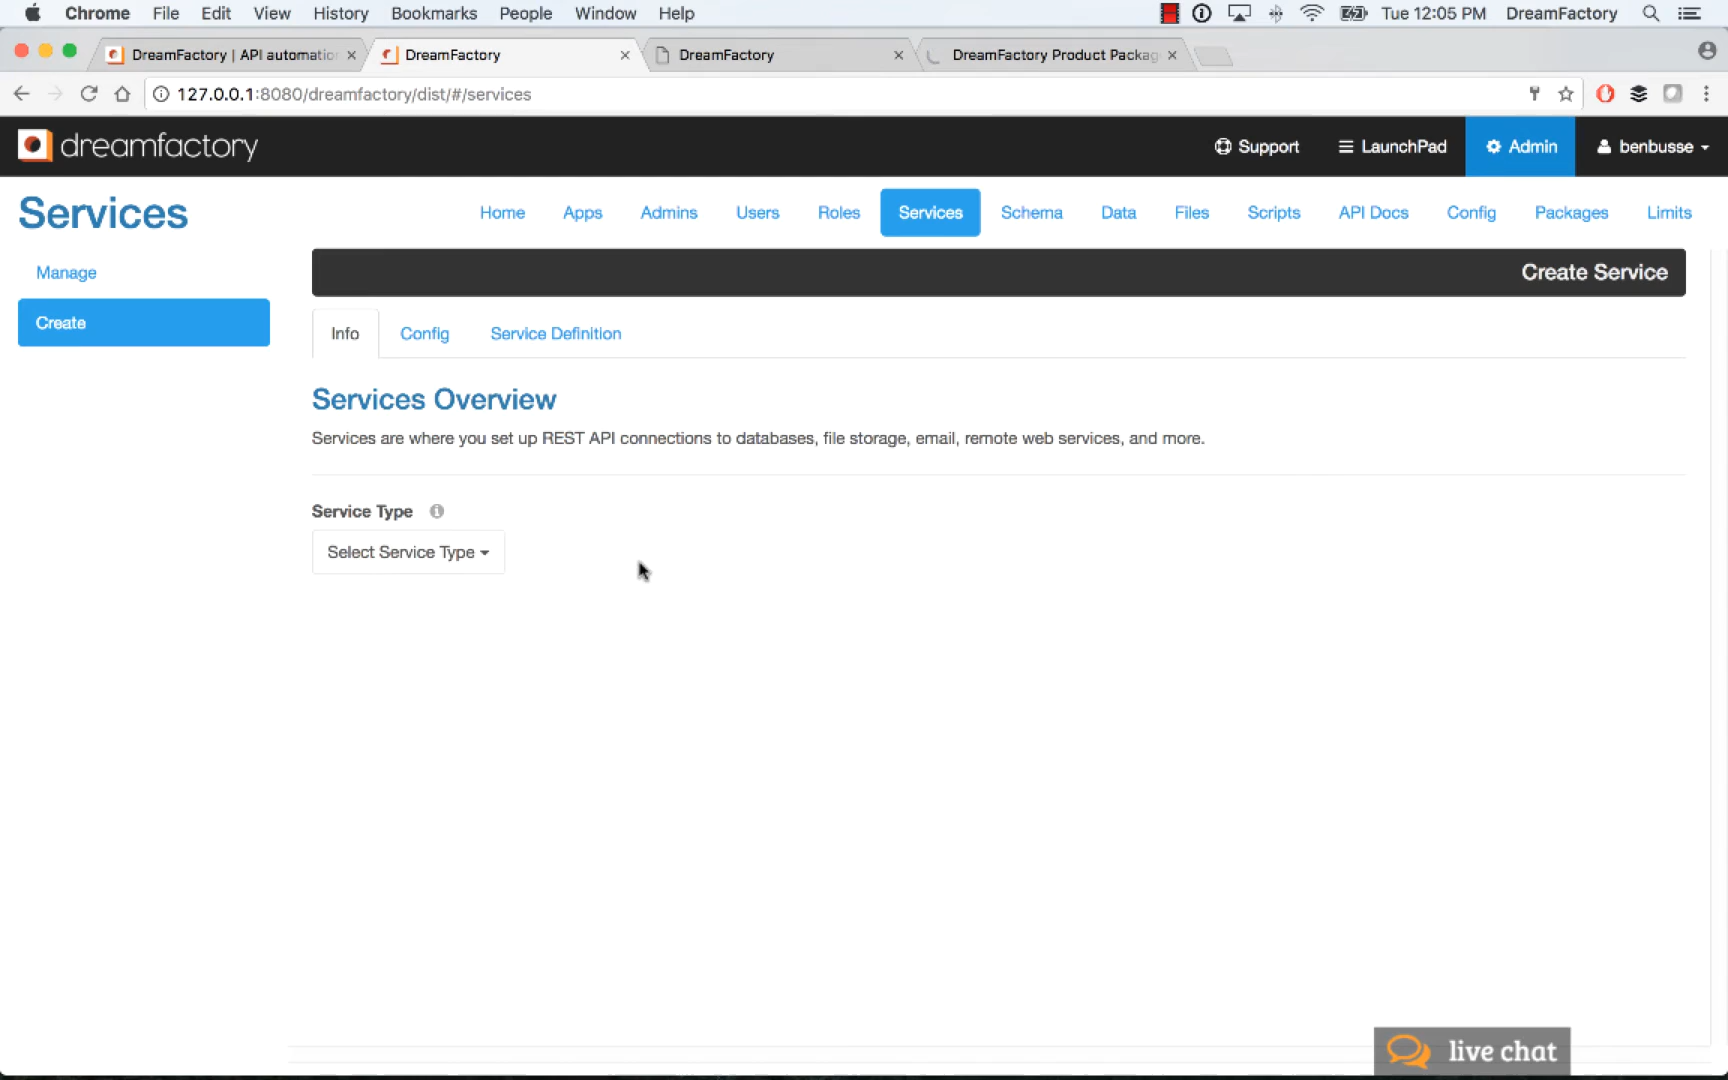 Chrome File Edit View History Bookmarks People Window Help Tue 12:05 PM DreamFactory
DreamFactory | API automatio DreamFactory DreamFactory DreamFactory Product Packag
127.0.0.1:8080/dreamfactory/dist/#/services
dreamfactory Support LaunchPad Admin benbusse
Services Home Apps Admins Users Roles Services Schema Data Files Scripts API Docs Config Packages Limits
Manage
Create Service
Create
Info Config Service Definition
Services Overview
Services are where you set up REST API connections to databases, file storage, email, remote web services, and more.
Service Type
Select Service Type
live chat